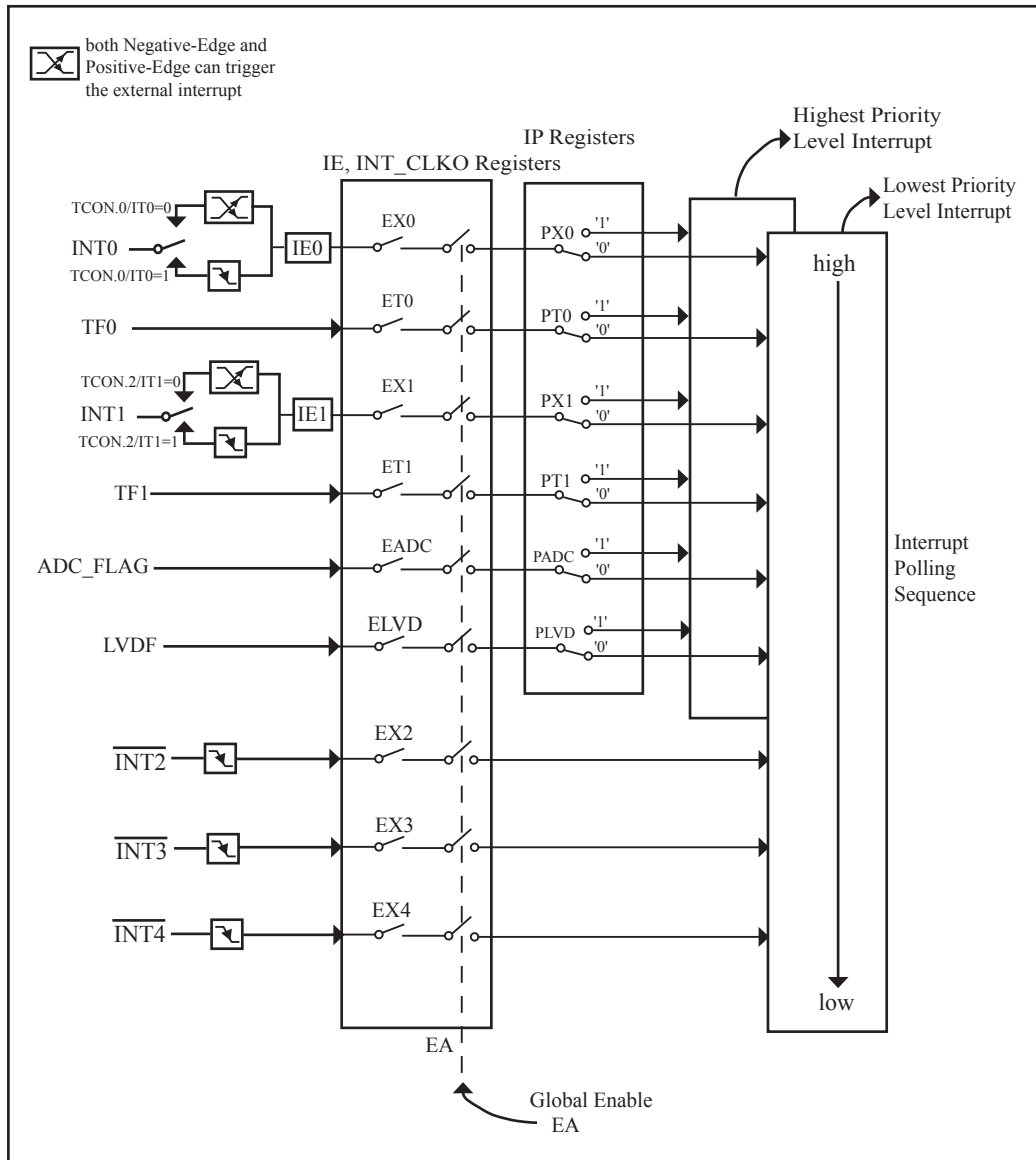 both Negative-Edge and
Positive-Edge can trigger
the external interrupt
Highest Priority
Level Interrupt
IP Registers
IE, INT_CLKO Registers
Lowest Priority
Level Interrupt
TCON.0/IT0=0
INT0
TCON.0/IT0=1
IE0
EX0
PX0
'1'
'0'
high
TF0
ET0
PT0
'1'
'0'
TCON.2/IT1=0
INT1
TCON.2/IT1=1
IE1
EX1
PX1
'1'
'0'
TF1
ET1
PT1
'1'
'0'
ADC_FLAG
EADC
PADC
'1'
'0'
Interrupt
Polling
Sequence
LVDF
ELVD
PLVD
'1'
'0'
INT2
EX2
INT3
EX3
INT4
EX4
low
EA
Global Enable
EA